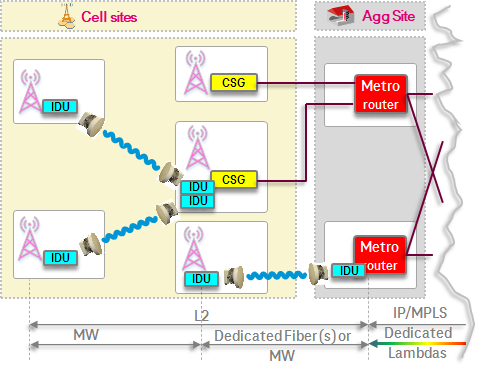 Cell sites
Agg Site
CSG
Metro
router
IDU
IDU
IDU
CSG
IDU
IDU
IDU
Metro
router
L2
IP/MPLS
MW
Dedicated Fiber(s) or
MW
Dedicated
Lambdas